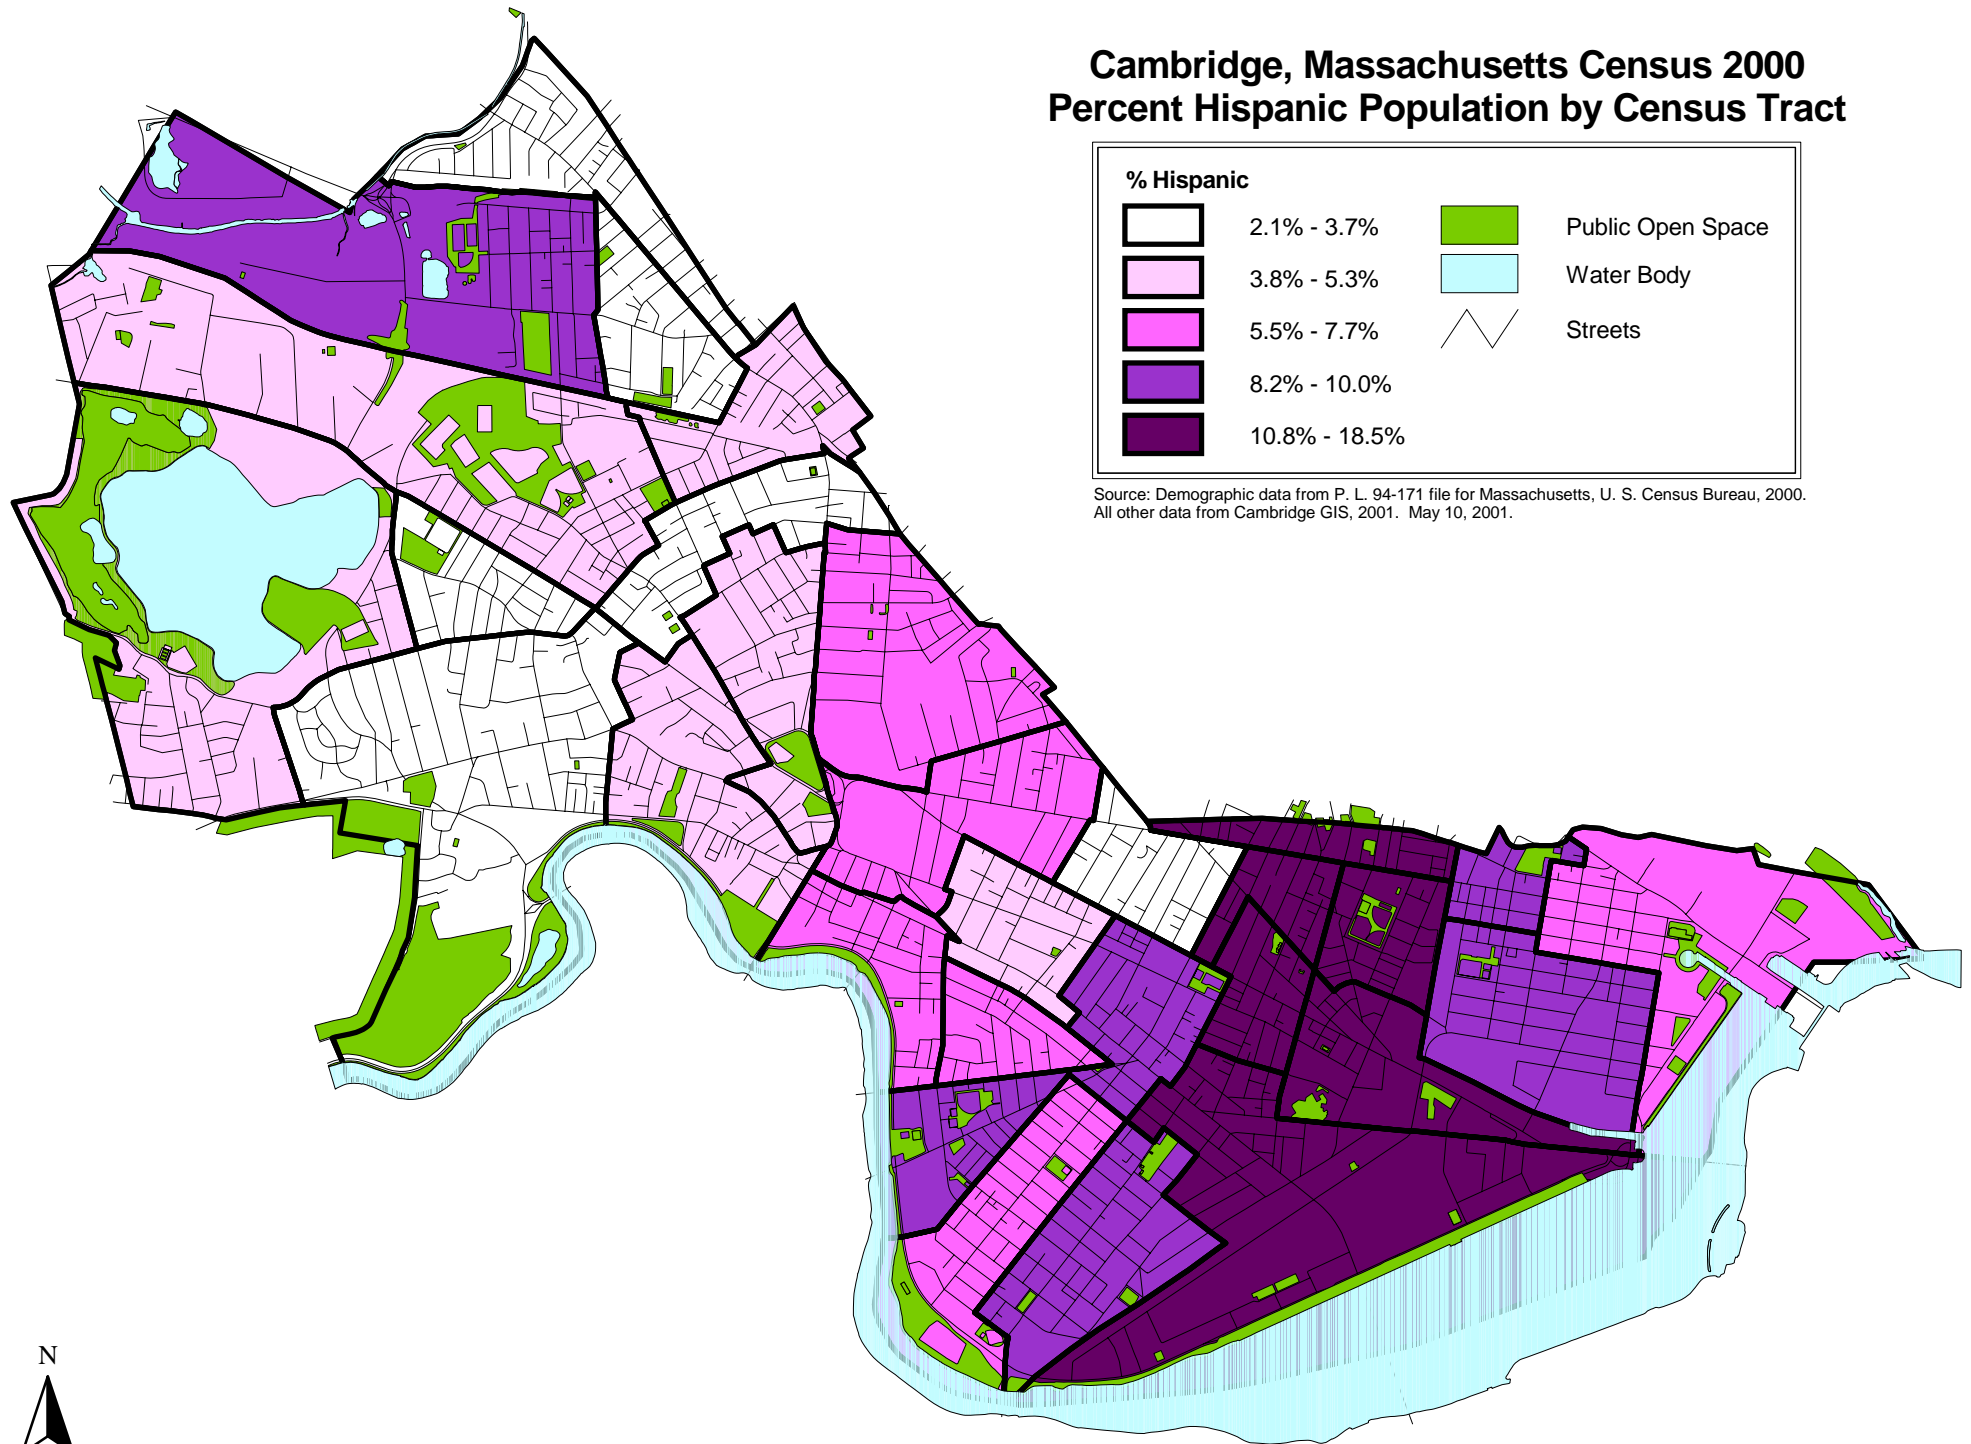 Cambridge, Massachusetts Census 2000
Percent Hispanic Population by Census Tract
% Hispanic
2.1% - 3.7%
3.8% - 5.3%
5.5% - 7.7%
8.2% - 10.0%
10.8% - 18.5%
Public Open Space
Water Body
Streets
Source: Demographic data from P. L. 94-171 file for Massachusetts, U. S. Census Bureau, 2000.
All other data from Cambridge GIS, 2001.  May 10, 2001.
N